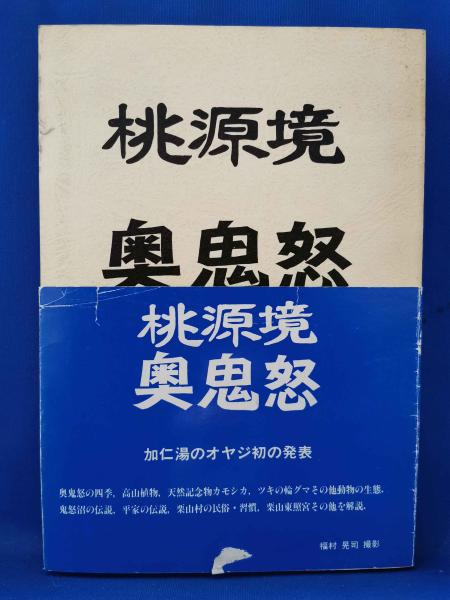 桃源境
奥鬼怒
桃源境
奥鬼怒
加仁湯のオヤジ初の発表
奥鬼怒の四季，高山植物，天然記念物カモシカ，ツキの輪グマその他動物の生態．
鬼怒沼の伝説，平家の伝説，栗山村の民俗・習慣，栗山東照宮その他を解説．
福村 晃司 撮影